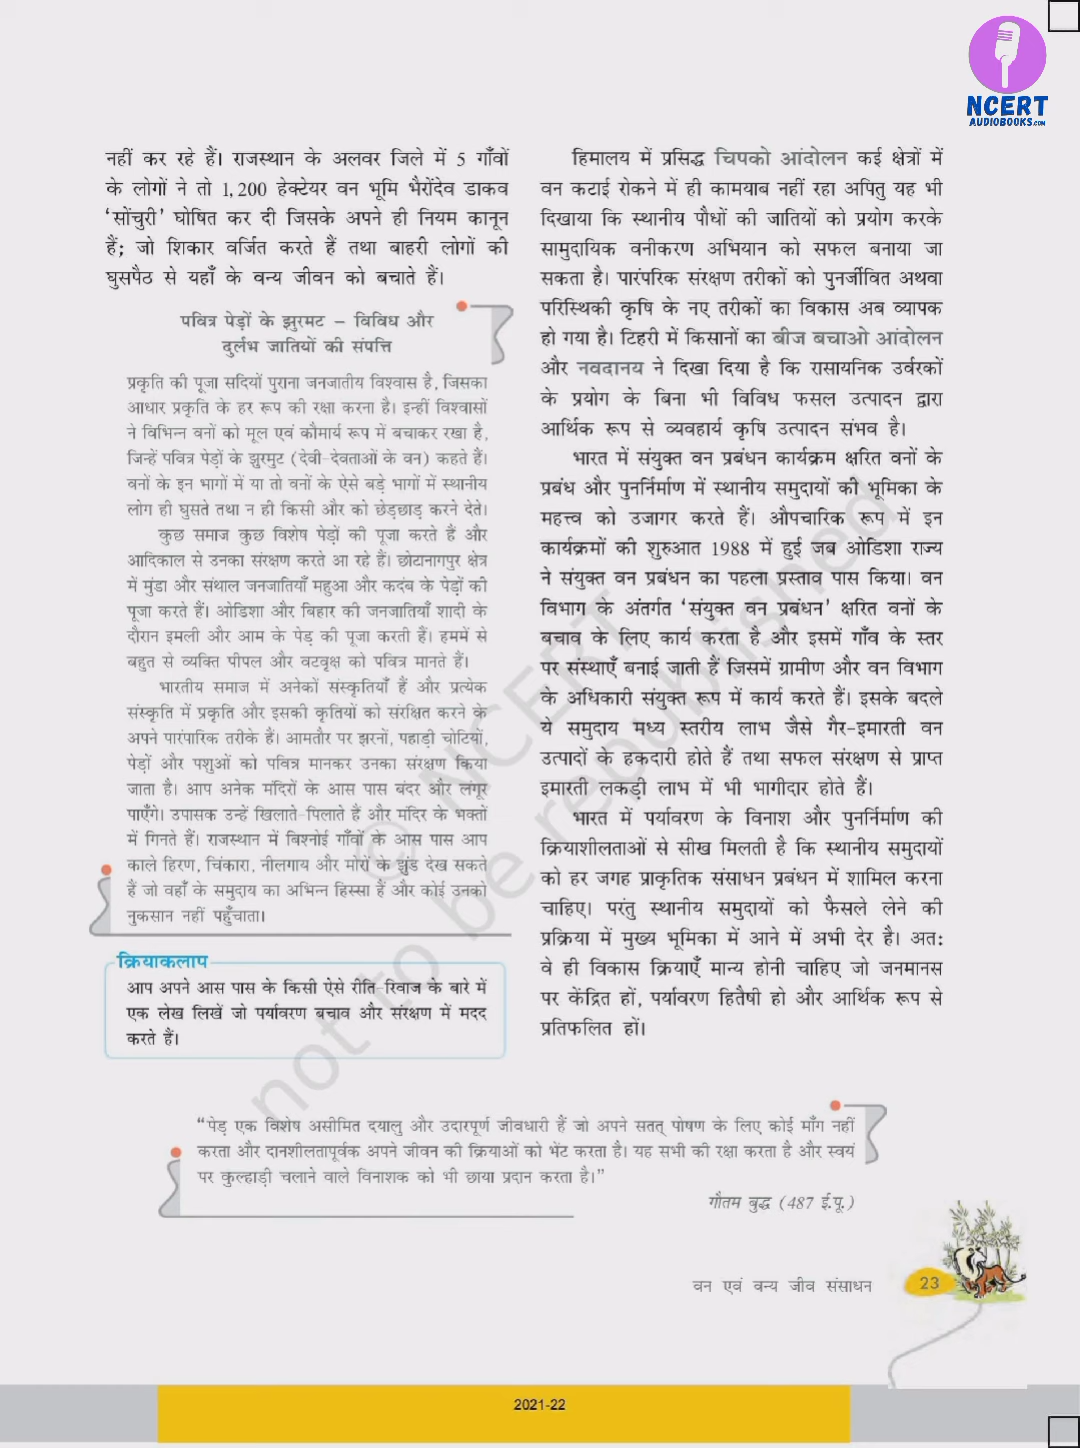 NCERT
AUDIOBOOKS.COM
नहीं कर रहे हैं। राजस्थान के अलवर जिले में 5 गाँवों
के लोगों ने तो 1,200 हेक्टेयर वन भूमि भैरोंदेव डाकव
‘सोंचुरी’ घोषित कर दी जिसके अपने ही नियम कानून
हैं; जो शिकार वर्जित करते हैं तथा बाहरी लोगों की
घुसपैठ से यहाँ के वन्य जीवन को बचाते हैं।
पवित्र पेड़ों के झुरमट – विविध और
दुर्लभ जातियों की संपत्ति
प्रकृति की पूजा सदियों पुराना जनजातीय विश्वास है, जिसका
आधार प्रकृति के हर रूप की रक्षा करना है। इन्हीं विश्वासों
ने विभिन्न वनों को मूल एवं कौमार्य रूप में बचाकर रखा है,
जिन्हें पवित्र पेड़ों के झुरमुट (देवी-देवताओं के वन) कहते हैं।
वनों के इन भागों में या तो वनों के ऐसे बड़े भागों में स्थानीय
लोग ही घुसते तथा न ही किसी और को छेड़छाड़ करने देते।
कुछ समाज कुछ विशेष पेड़ों की पूजा करते हैं और
आदिकाल से उनका संरक्षण करते आ रहे हैं। छोटानागपुर क्षेत्र
में मुंडा और संथाल जनजातियाँ महुआ और कदंब के पेड़ों की
पूजा करते हैं। ओडिशा और बिहार की जनजातियाँ शादी के
दौरान इमली और आम के पेड़ की पूजा करती हैं। हममें से
बहुत से व्यक्ति पीपल और वटवृक्ष को पवित्र मानते हैं।
भारतीय समाज में अनेकों संस्कृतियाँ हैं और प्रत्येक
संस्कृति में प्रकृति और इसकी कृतियों को संरक्षित करने के
अपने पारंपारिक तरीके हैं। आमतौर पर झरनों, पहाड़ी चोटियों,
पेड़ों और पशुओं को पवित्र मानकर उनका संरक्षण किया
जाता है। आप अनेक मंदिरों के आस पास बंदर और लंगूर
पाएँगे। उपासक उन्हें खिलाते-पिलाते हैं और मंदिर के भक्तों
में गिनते हैं। राजस्थान में बिश्नोई गाँवों के आस पास आप
काले हिरण, चिंकारा, नीलगाय और मोरों के झुंड देख सकते
हैं जो वहाँ के समुदाय का अभिन्न हिस्सा हैं और कोई उनको
नुकसान नहीं पहुँचाता।
क्रियाकलाप
आप अपने आस पास के किसी ऐसे रीति-रिवाज के बारे में
एक लेख लिखें जो पर्यावरण बचाव और संरक्षण में मदद
करते हैं।
हिमालय में प्रसिद्ध चिपको आंदोलन कई क्षेत्रों में
वन कटाई रोकने में ही कामयाब नहीं रहा अपितु यह भी
दिखाया कि स्थानीय पौधों की जातियों को प्रयोग करके
सामुदायिक वनीकरण अभियान को सफल बनाया जा
सकता है। पारंपरिक संरक्षण तरीकों को पुनर्जीवित अथवा
परिस्थिकी कृषि के नए तरीकों का विकास अब व्यापक
हो गया है। टिहरी में किसानों का बीज बचाओ आंदोलन
और नवदानय ने दिखा दिया है कि रासायनिक उर्वरकों
के प्रयोग के बिना भी विविध फसल उत्पादन द्वारा
आर्थिक रूप से व्यवहार्य कृषि उत्पादन संभव है।
भारत में संयुक्त वन प्रबंधन कार्यक्रम क्षरित वनों के
प्रबंध और पुनर्निर्माण में स्थानीय समुदायों की भूमिका के
महत्त्व को उजागर करते हैं। औपचारिक रूप में इन
कार्यक्रमों की शुरुआत 1988 में हुई जब ओडिशा राज्य
ने संयुक्त वन प्रबंधन का पहला प्रस्ताव पास किया। वन
विभाग के अंतर्गत ‘संयुक्त वन प्रबंधन’ क्षरित वनों के
बचाव के लिए कार्य करता है और इसमें गाँव के स्तर
पर संस्थाएँ बनाई जाती हैं जिसमें ग्रामीण और वन विभाग
के अधिकारी संयुक्त रूप में कार्य करते हैं। इसके बदले
ये समुदाय मध्य स्तरीय लाभ जैसे गैर-इमारती वन
उत्पादों के हकदारी होते हैं तथा सफल संरक्षण से प्राप्त
इमारती लकड़ी लाभ में भी भागीदार होते हैं।
भारत में पर्यावरण के विनाश और पुनर्निर्माण की
क्रियाशीलताओं से सीख मिलती है कि स्थानीय समुदायों
को हर जगह प्राकृतिक संसाधन प्रबंधन में शामिल करना
चाहिए। परंतु स्थानीय समुदायों को फैसले लेने की
प्रक्रिया में मुख्य भूमिका में आने में अभी देर है। अत:
वे ही विकास क्रियाएँ मान्य होनी चाहिए जो जनमानस
पर केंद्रित हों, पर्यावरण हितैषी हो और आर्थिक रूप से
प्रतिफलित हों।
© NCERT
not to be republished
“पेड़ एक विशेष असीमित दयालु और उदारपूर्ण जीवधारी हैं जो अपने सतत् पोषण के लिए कोई माँग नहीं
करता और दानशीलतापूर्वक अपने जीवन की क्रियाओं को भेंट करता है। यह सभी की रक्षा करता है और स्वयं
पर कुल्हाड़ी चलाने वाले विनाशक को भी छाया प्रदान करता है।”
गौतम बुद्ध (487 ई.पू.)
वन एवं वन्य जीव संसाधन
23
2021-22